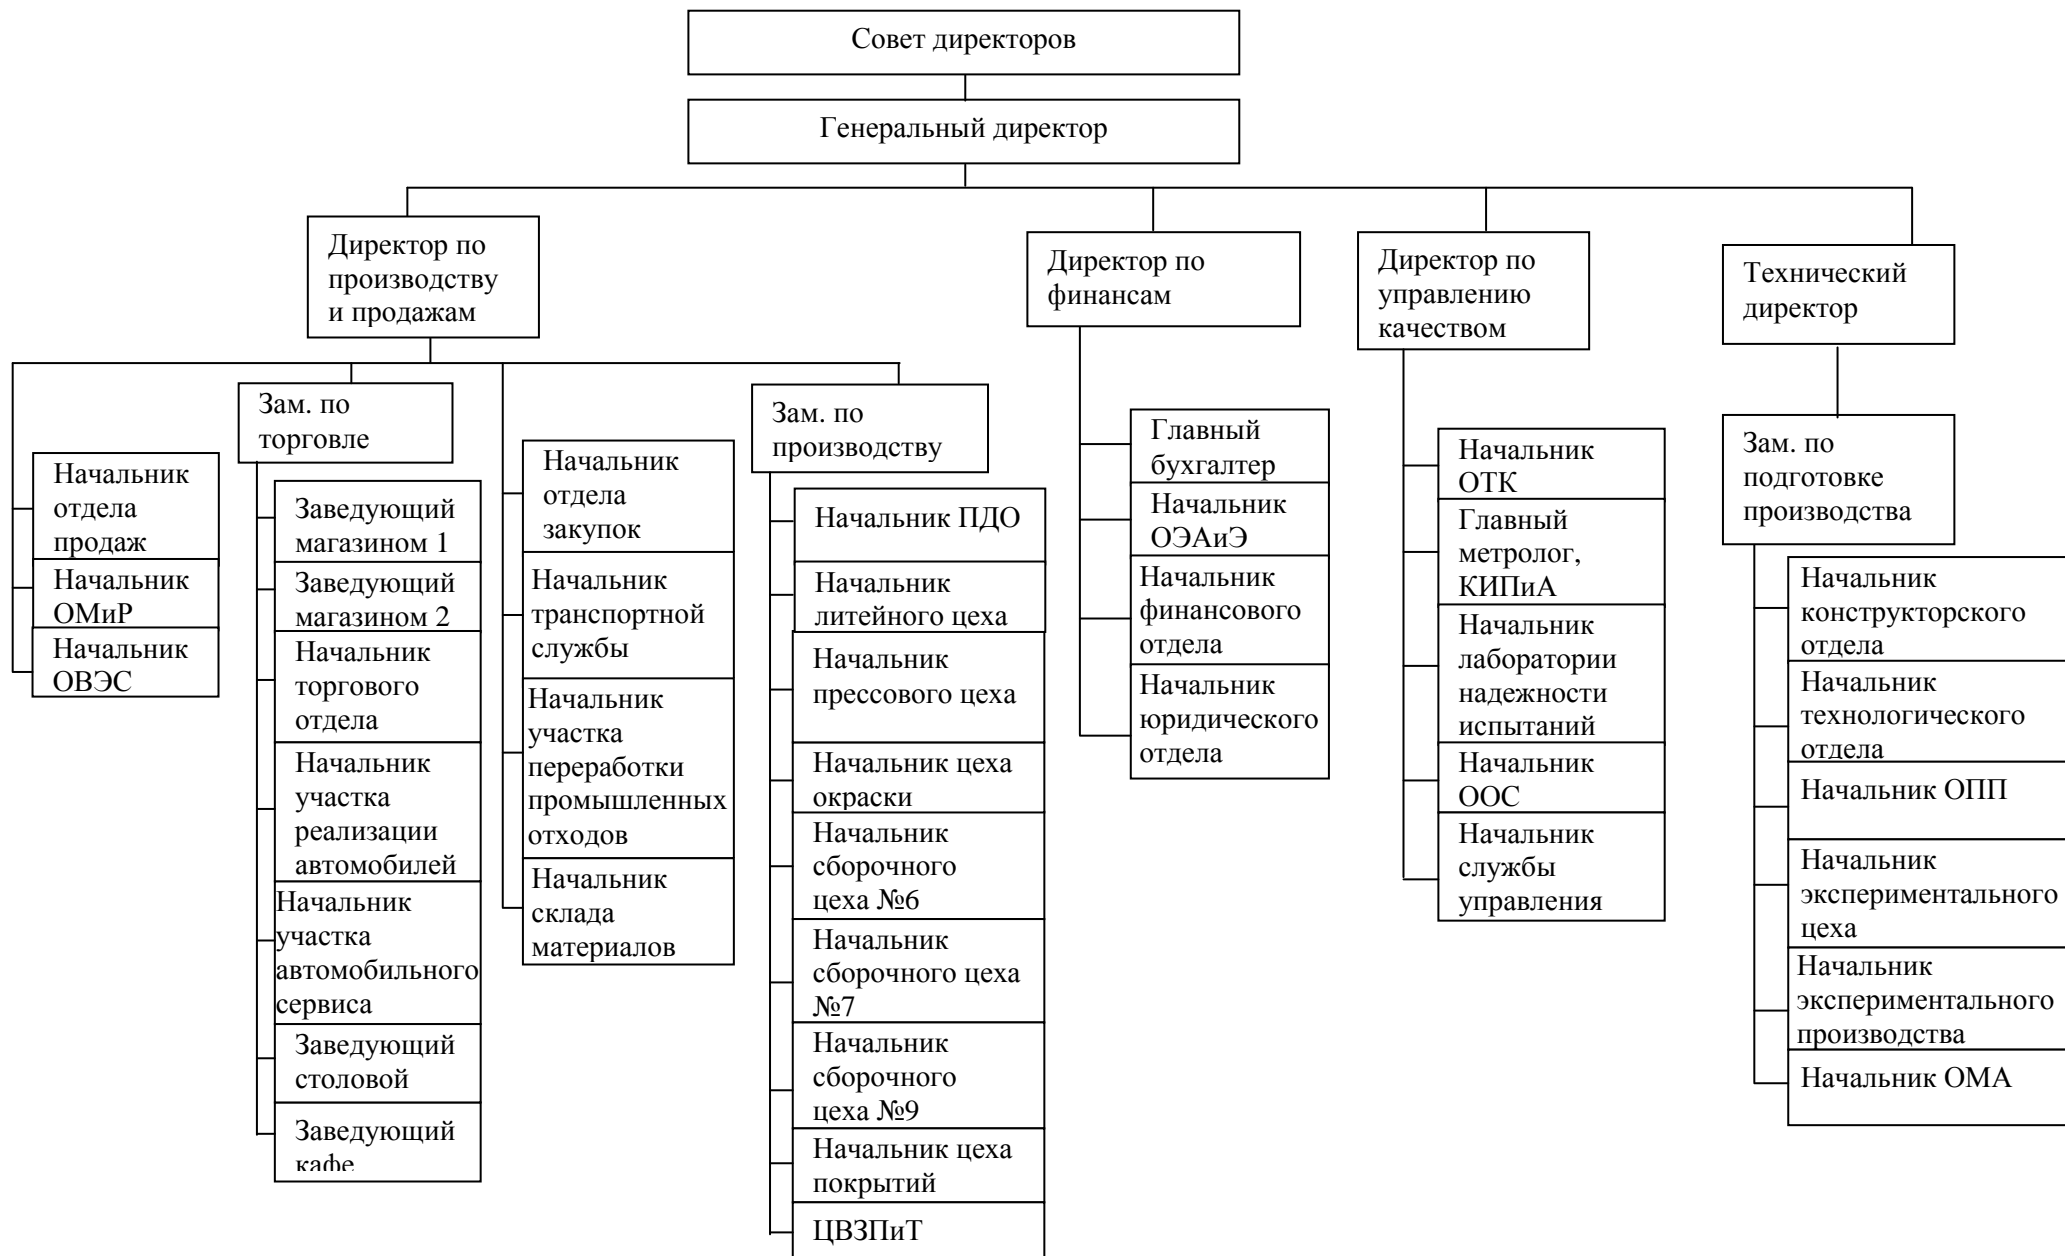 Совет директоров
Генеральный директор
Директор по
производству
и продажам
Директор по
финансам
Директор по
управлению
качеством
Технический
директор
Начальник
отдела
продаж
Начальник
ОМиР
Начальник
ОВЭС
Зам. по
торговле
Заведующий
магазином 1
Заведующий
магазином 2
Начальник
торгового
отдела
Начальник
участка
реализации
автомобилей
Начальник
участка
автомобильного
сервиса
Заведующий
столовой
Заведующий
кафе
Начальник
отдела
закупок
Начальник
транспортной
службы
Начальник
участка
переработки
промышленных
отходов
Начальник
склада
материалов
Зам. по
производству
Начальник ПДО
Начальник
литейного цеха
Начальник
прессового цеха
Начальник цеха
окраски
Начальник
сборочного
цеха №6
Начальник
сборочного цеха
№7
Начальник
сборочного
цеха №9
Начальник цеха
покрытий
ЦВЗПиТ
Главный
бухгалтер
Начальник
ОЭАиЭ
Начальник
финансового
отдела
Начальник
юридического
отдела
Начальник
ОТК
Главный
метролог,
КИПиА
Начальник
лаборатории
надежности
испытаний
Начальник
ООС
Начальник
службы
управления
Зам. по
подготовке
производства
Начальник
конструкторского
отдела
Начальник
технологического
отдела
Начальник ОПП
Начальник
экспериментального
цеха
Начальник
экспериментального
производства
Начальник ОМА